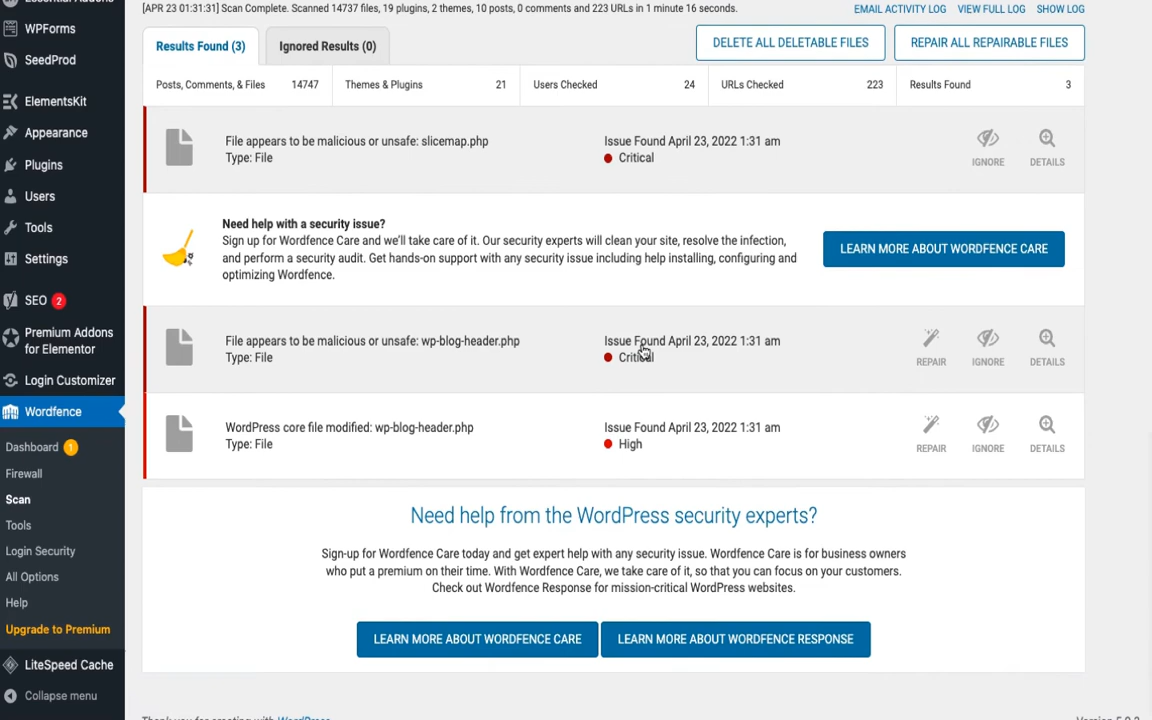 Essential Addons
WPForms
SeedProd
ElementsKit
Appearance
Plugins
Users
Tools
Settings
SEO 2
Premium Addons
for Elementor
Login Customizer
Wordfence
Dashboard 1
Firewall
Scan
Tools
Login Security
All Options
Help
Upgrade to Premium
LiteSpeed Cache
Collapse menu
[APR 23 01:31:31] Scan Complete. Scanned 14737 files, 19 plugins, 2 themes, 10 posts, 0 comments and 223 URLs in 1 minute 16 seconds.
EMAIL ACTIVITY LOG VIEW FULL LOG SHOW LOG
Results Found (3) Ignored Results (0) DELETE ALL DELETABLE FILES REPAIR ALL REPAIRABLE FILES
Posts, Comments, & Files 14747 Themes & Plugins 21 Users Checked 24 URLs Checked 223 Results Found 3
File appears to be malicious or unsafe: slicemap.php
Type: File
Issue Found April 23, 2022 1:31 am
Critical
IGNORE DETAILS
Need help with a security issue?
Sign up for Wordfence Care and we'll take care of it. Our security experts will clean your site, resolve the infection,
and perform a security audit. Get hands-on support with any security issue including help installing, configuring and
optimizing Wordfence.
LEARN MORE ABOUT WORDFENCE CARE
File appears to be malicious or unsafe: wp-blog-header.php
Type: File
Issue Found April 23, 2022 1:31 am
Critical
REPAIR IGNORE DETAILS
WordPress core file modified: wp-blog-header.php
Type: File
Issue Found April 23, 2022 1:31 am
High
REPAIR IGNORE DETAILS
Need help from the WordPress security experts?
Sign-up for Wordfence Care today and get expert help with any security issue. Wordfence Care is for business owners
who put a premium on their time. With Wordfence Care, we take care of it, so that you can focus on your customers.
Check out Wordfence Response for mission-critical WordPress websites.
LEARN MORE ABOUT WORDFENCE CARE LEARN MORE ABOUT WORDFENCE RESPONSE
Thank you for creating with WordPress